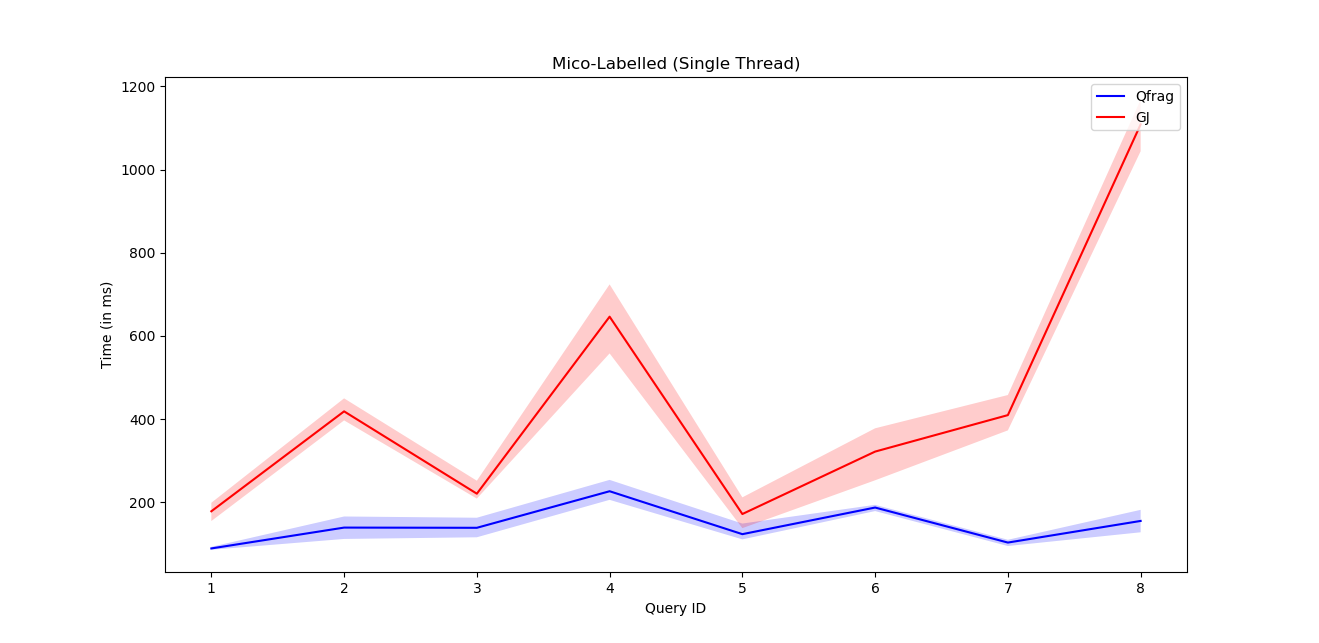 Mico-Labelled (Single Thread)
Qfrag
GJ
1200
1000
800
600
400
200
Time (in ms)
1 2 3 4 5 6 7 8
Query ID